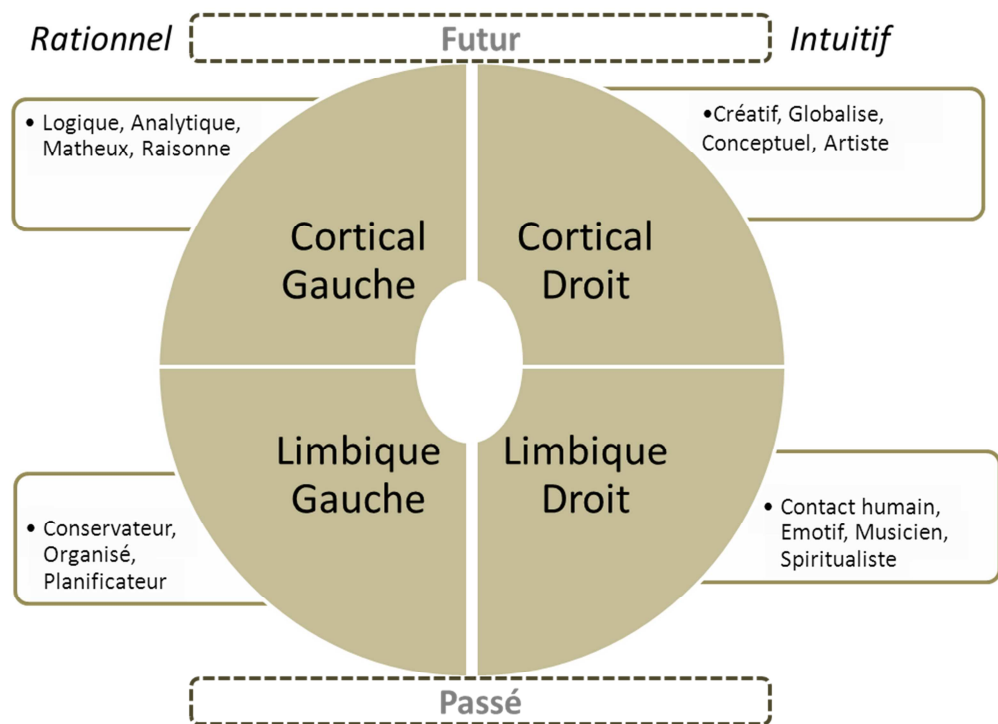 Rationnel
Futur
Intuitif
• Logique, Analytique,
Matheux, Raisonne
•Créatif, Globalise,
Conceptuel, Artiste
Cortical
Gauche
Cortical
Droit
Limbique
Gauche
Limbique
Droit
• Conservateur,
Organisé,
Planificateur
• Contact humain,
Emotif, Musicien,
Spiritualiste
Passé